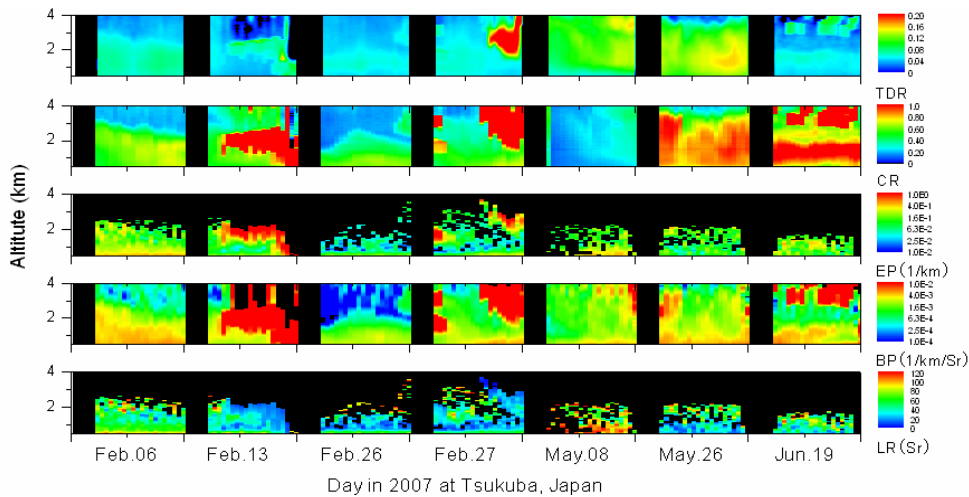 4
2
0.20
0.16
0.12
0.08
0.04
0
TDR
4
2
1.0
0.80
0.60
0.40
0.20
0.00
CR
4
2
1.0E0
4.0E-1
1.6E-1
6.3E-2
2.5E-2
1.0E-2
EP(1/km)
4
2
1.0E-2
1.0E-3
1.6E-3
6.3E-4
2.5E-4
1.0E-4
BP(1/km/Sr)
4
2
120
100
80
60
40
20
0
LR(Sr)
Altitude (km)
Feb.06 Feb.13 Feb.26 Feb.27 May.08 May.26 Jun.19
Day in 2007 at Tsukuba, Japan